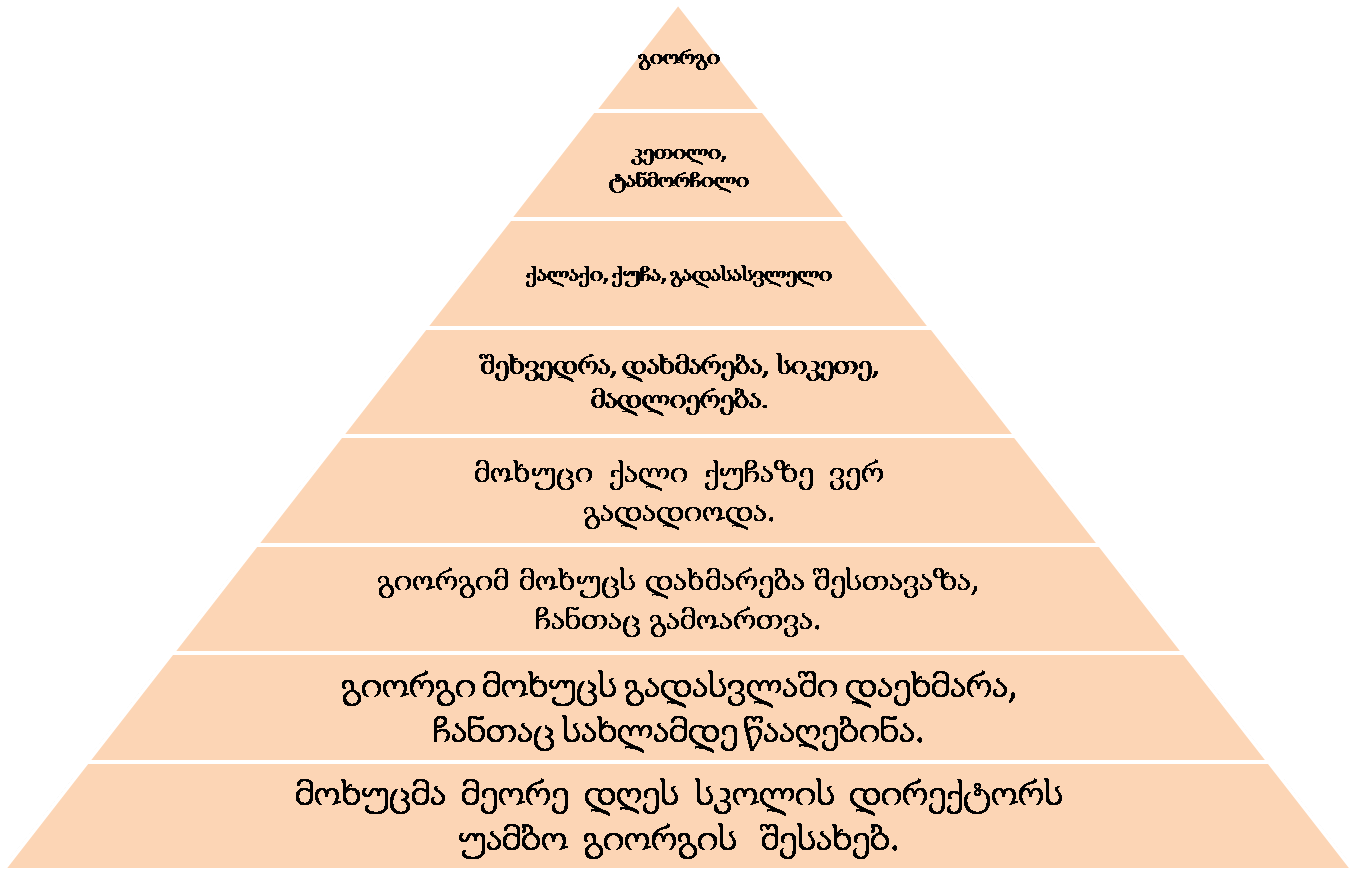 გიორგი
კეთილი,
ტანმორჩილი
ქალაქი, ქუჩა, გადასასვლელი
შეხვედრა, დახმარება, სიკეთე,
მადლიერება.
მოხუცი ქალი ქუჩაზე ვერ
გადადიოდა.
გიორგიმ მოხუცს დახმარება შესთავაზა,
ჩანთაც გამოართვა.
გიორგი მოხუცს გადასვლაში დაეხმარა,
ჩანთაც სახლამდე წააღებინა.
მოხუცმა მეორე დღეს სკოლის დირექტორს
უამბო გიორგის შესახებ.